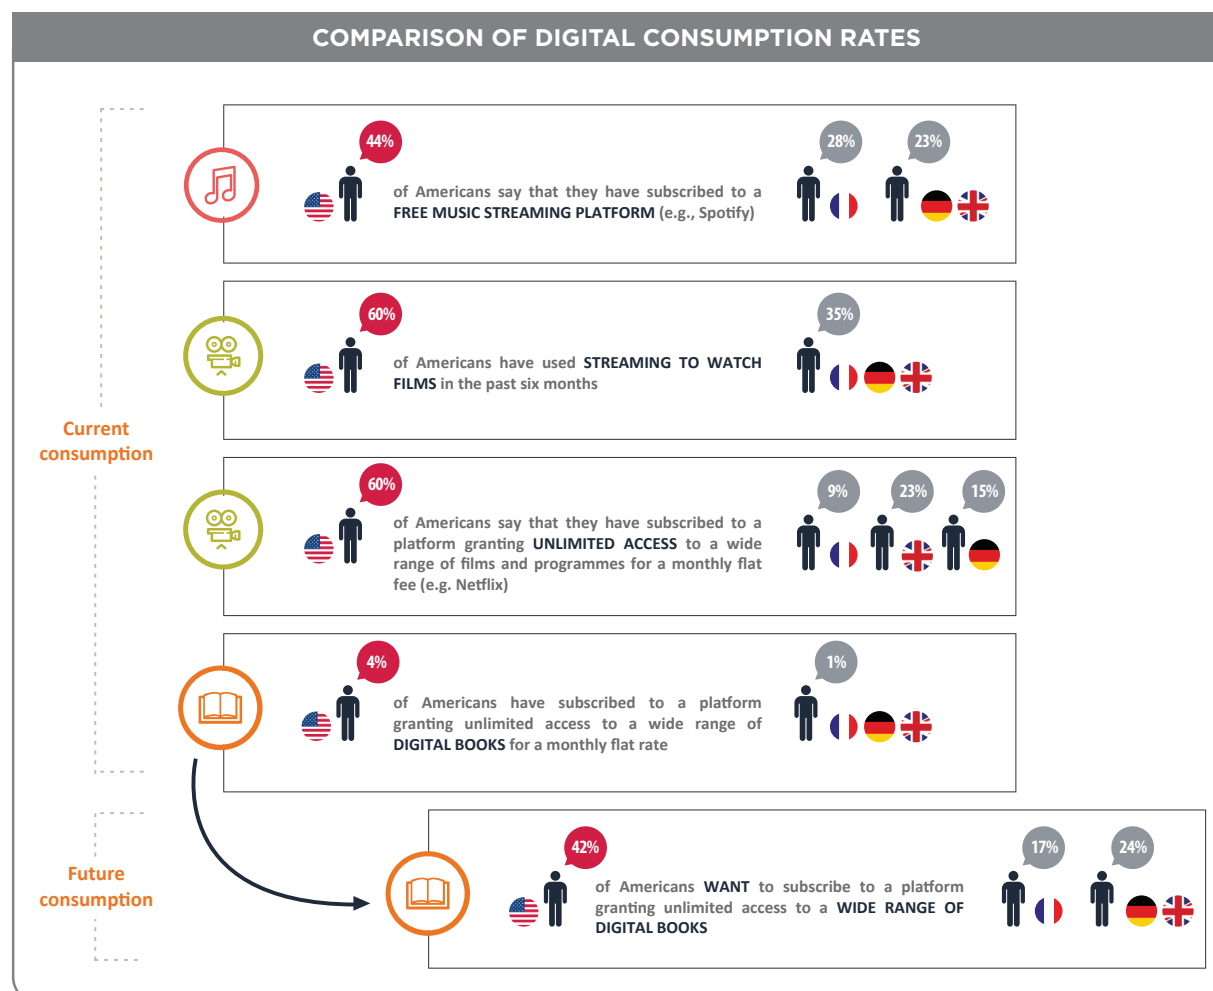 COMPARISON OF DIGITAL CONSUMPTION RATES
Current
consumption
44%
of Americans say that they have subscribed to a
FREE MUSIC STREAMING PLATFORM (e.g., Spotify)
28%
23%
60%
of Americans have used STREAMING TO WATCH
FILMS in the past six months
35%
60%
of Americans say that they have subscribed to a
platform granting UNLIMITED ACCESS to a wide
range of films and programmes for a monthly flat
fee (e.g. Netflix)
9%
23%
15%
4%
of Americans have subscribed to a platform
granting unlimited access to a wide range of
DIGITAL BOOKS for a monthly flat rate
1%
Future
consumption
42%
of Americans WANT to subscribe to a platform
granting unlimited access to a WIDE RANGE OF
DIGITAL BOOKS
17%
24%